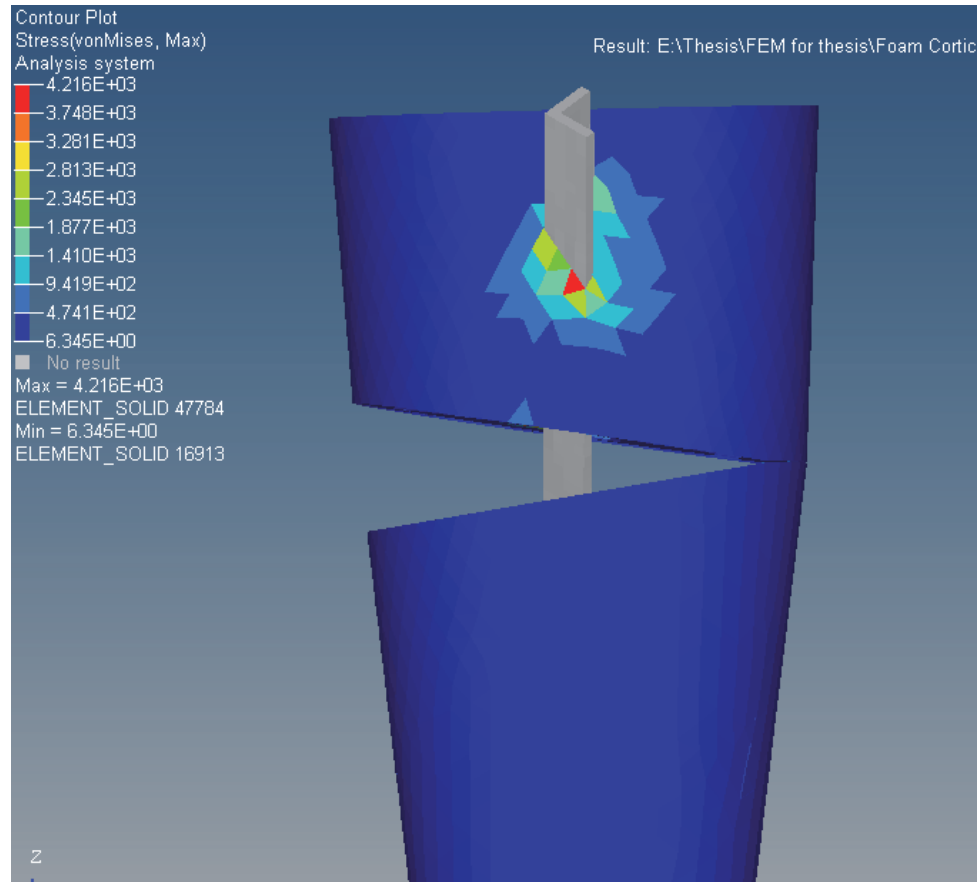 Contour Plot
Stress(vonMises, Max)
Analysis system
4.216E+03
3.748E+03
3.281E+03
2.813E+03
2.345E+03
1.877E+03
1.410E+03
9.419E+02
4.741E+02
6.345E+00
No result
Max = 4.216E+03
ELEMENT_SOLID 47784
Min = 6.345E+00
ELEMENT_SOLID 16913
Result: E:\Thesis\FEM for thesis\Foam Cortic
Z